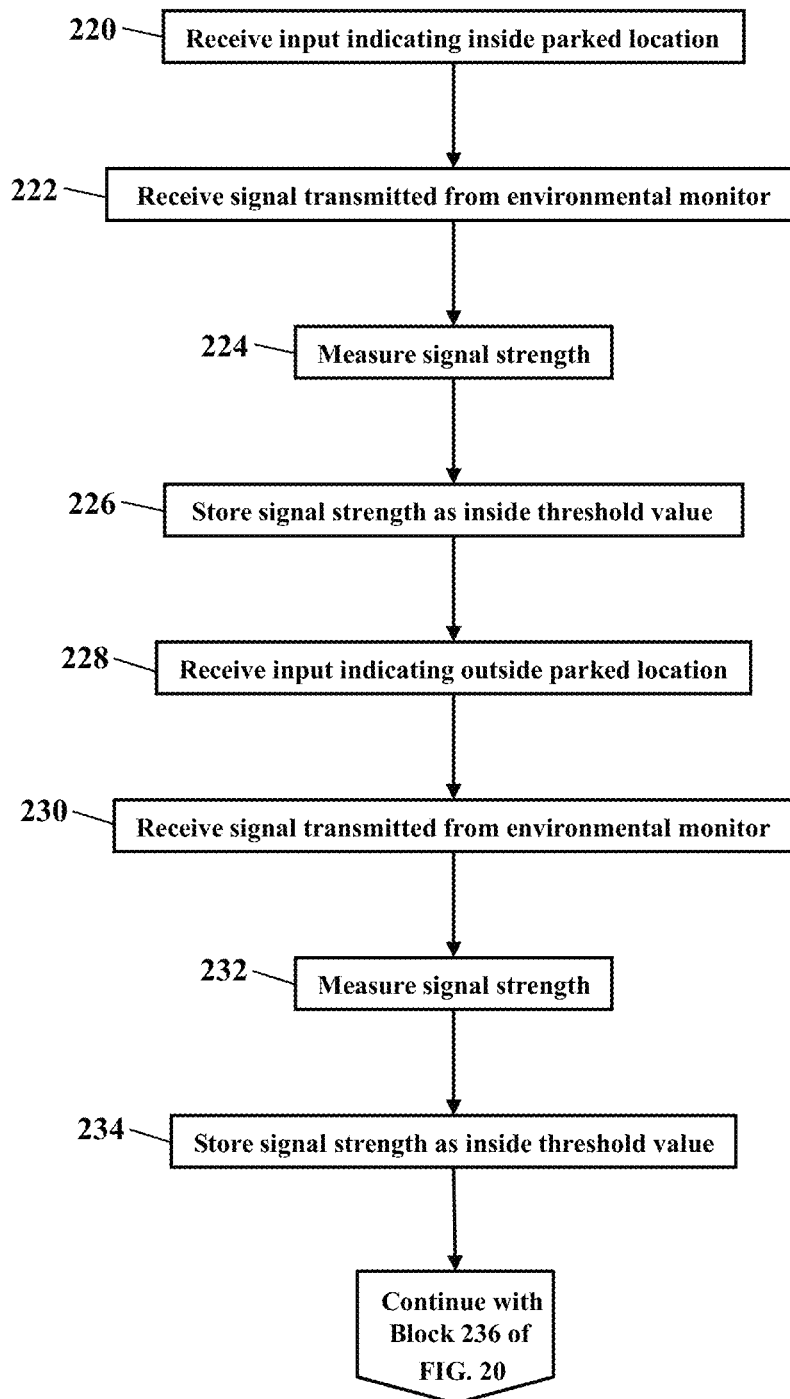 220
Receive input indicating inside parked location
222
Receive signal transmitted from environmental monitor
224
Measure signal strength
226
Store signal strength as inside threshold value
228
Receive input indicating outside parked location
230
Receive signal transmitted from environmental monitor
232
Measure signal strength
234
Store signal strength as inside threshold value
Continue with
Block 236 of
FIG. 20